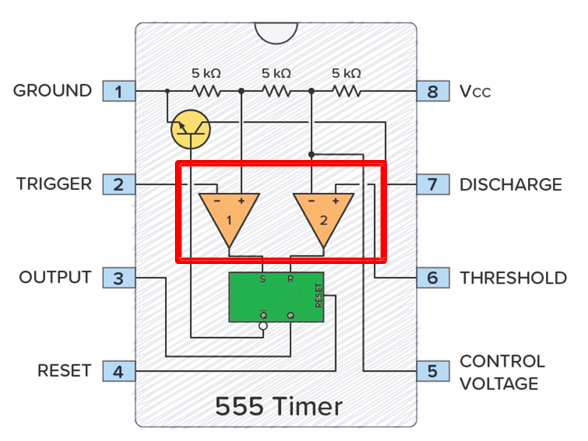 5 kΩ 5 kΩ 5 kΩ
GROUND 1 8 Vcc
TRIGGER 2 7 DISCHARGE
- + - +
1 2
OUTPUT 3 6 THRESHOLD
S R
RESET
Q̅ Q
RESET 4 5 CONTROL
VOLTAGE
555 Timer